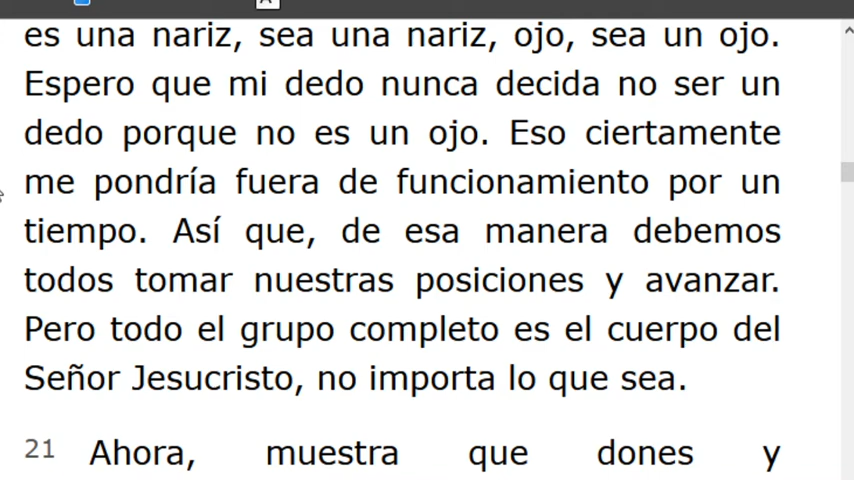 es una nariz, sea una nariz, ojo, sea un ojo.
Espero que mi dedo nunca decida no ser un
dedo porque no es un ojo. Eso ciertamente
me pondría fuera de funcionamiento por un
tiempo. Así que, de esa manera debemos
todos tomar nuestras posiciones y avanzar.
Pero todo el grupo completo es el cuerpo del
Señor Jesucristo, no importa lo que sea.
21 Ahora, muestra que dones y